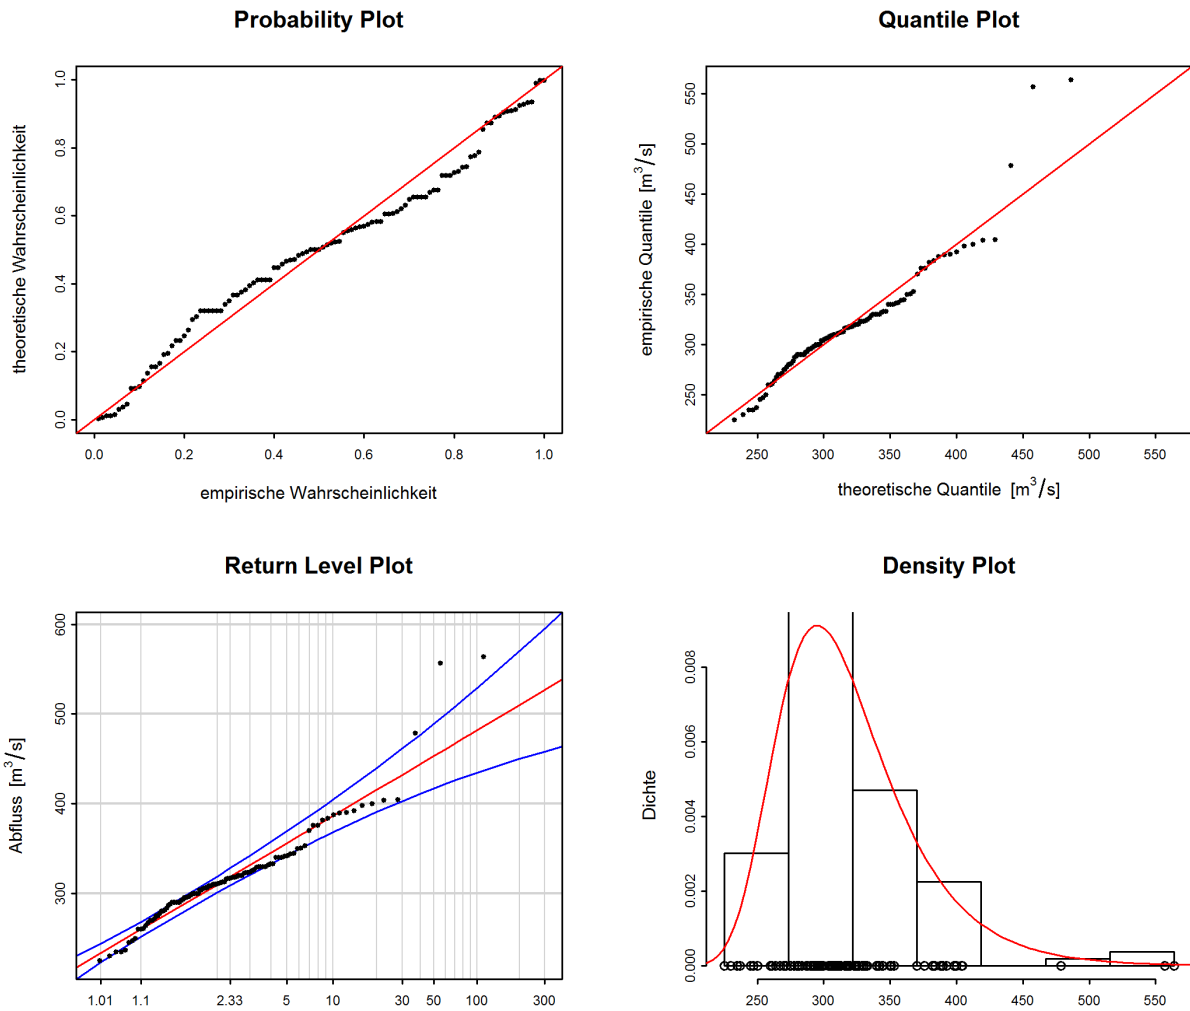 Probability Plot
theoretische Wahrscheinlichkeit
0.0 0.2 0.4 0.6 0.8 1.0
0.0 0.2 0.4 0.6 0.8 1.0
empirische Wahrscheinlichkeit
Quantile Plot
empirische Quantile [m³/s]
250 300 350 400 450 500 550
250 300 350 400 450 500 550
theoretische Quantile [m³/s]
Return Level Plot
Abfluss [m³/s]
300 400 500 600
1.01 1.1 2.33 5 10 30 50 100 300
Density Plot
Dichte
0.000 0.002 0.004 0.006 0.008
250 300 350 400 450 500 550